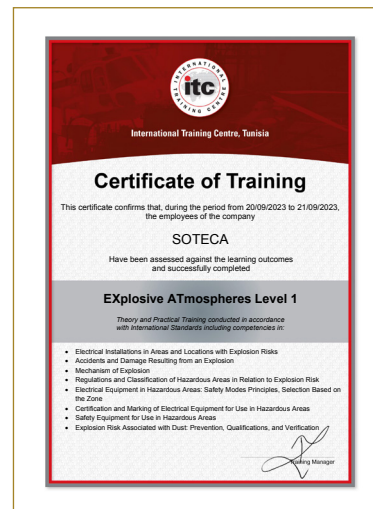 INTERNATIONAL
itc
TRAINING CENTRE
International Training Centre, Tunisia
Certificate of Training
This certificate confirms that, during the period from 20/09/2023 to 21/09/2023,
the employees of the company
SOTECA
Have been assessed against the learning outcomes
and successfully completed
EXplosive ATmospheres Level 1
Theory and Practical Training conducted in accordance
with International Standards including competencies in:
• Electrical Installations in Areas and Locations with Explosion Risks
• Accidents and Damage Resulting from an Explosion
• Mechanism of Explosion
• Regulations and Classification of Hazardous Areas in Relation to Explosion Risk
• Electrical Equipment in Hazardous Areas: Safety Modes Principles, Selection Based on
the Zone
• Certification and Marking of Electrical Equipment for Use in Hazardous Areas
• Safety Equipment for Use in Hazardous Areas
• Explosion Risk Associated with Dust: Prevention, Qualifications, and Verification
Training Manager